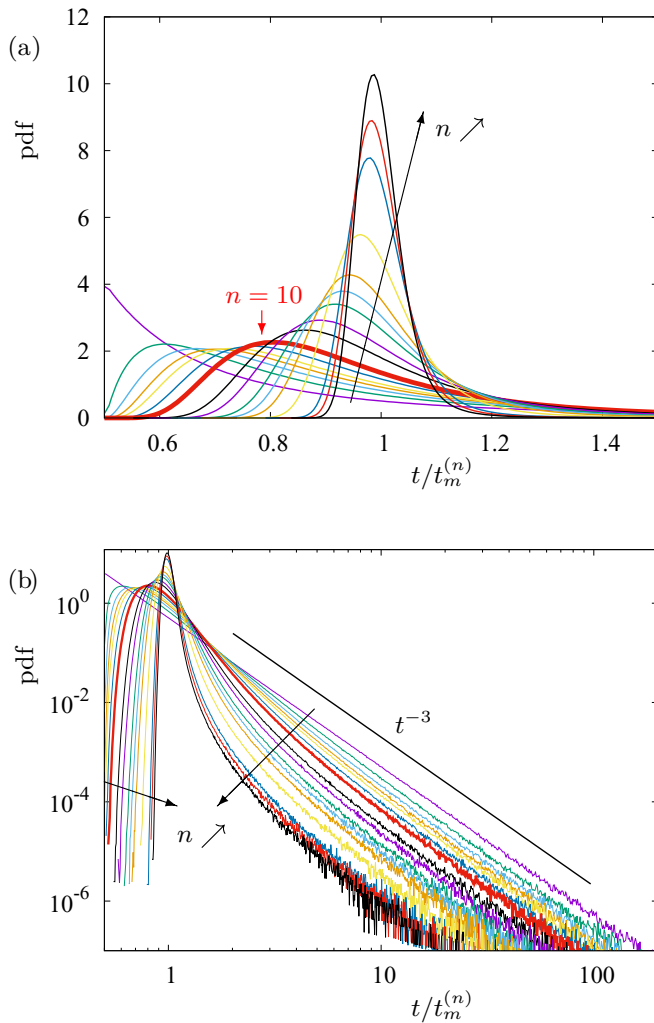 (a)
pdf
12
10
8
6
4
2
0
n ↗
n = 10
0.6 0.8 1 1.2 1.4
t/t_m^{(n)}
(b)
pdf
10^0
10^{-2}
10^{-4}
10^{-6}
t^{-3}
n ↗
1 10 100
t/t_m^{(n)}